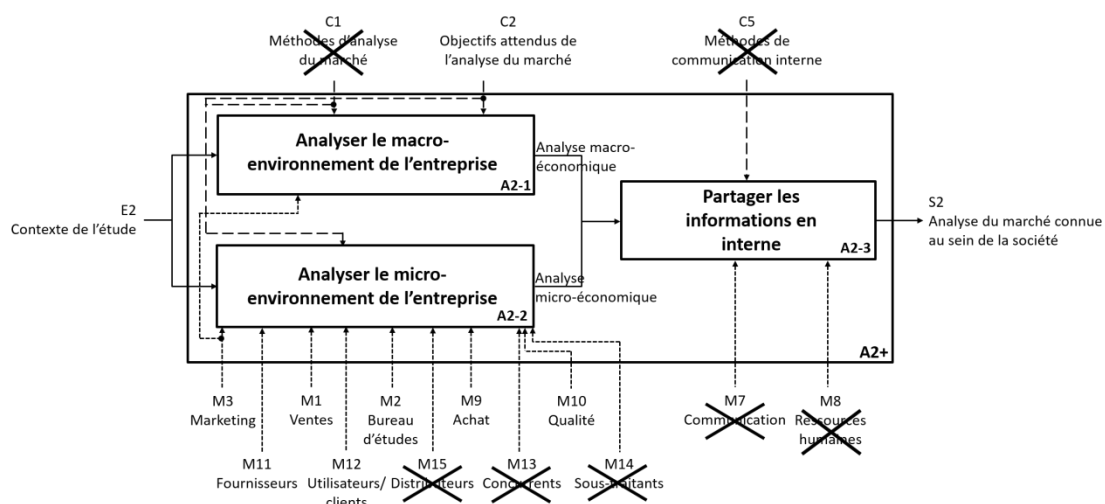 C1
Méthodes d'analyse
du marché
C2
Objectifs attendus de
l'analyse du marché
C5
Méthodes de
communication interne
Analyser le macro-
environnement de l'entreprise
A2-1
Analyse macro-
économique
E2
Contexte de l'étude
Partager les
informations en
interne
A2-3
S2
Analyse du marché connue
au sein de la société
Analyser le micro-
environnement de l'entreprise
A2-2
Analyse
micro-économique
A2+
M3
Marketing
M1
Ventes
M2
Bureau
d'études
M9
Achat
M10
Qualité
M7
Communication
M8
Ressources
humaines
M11
Fournisseurs
M12
Utilisateurs/
clients
M15
Distributeurs
M13
Concurrents
M14
Sous-traitants